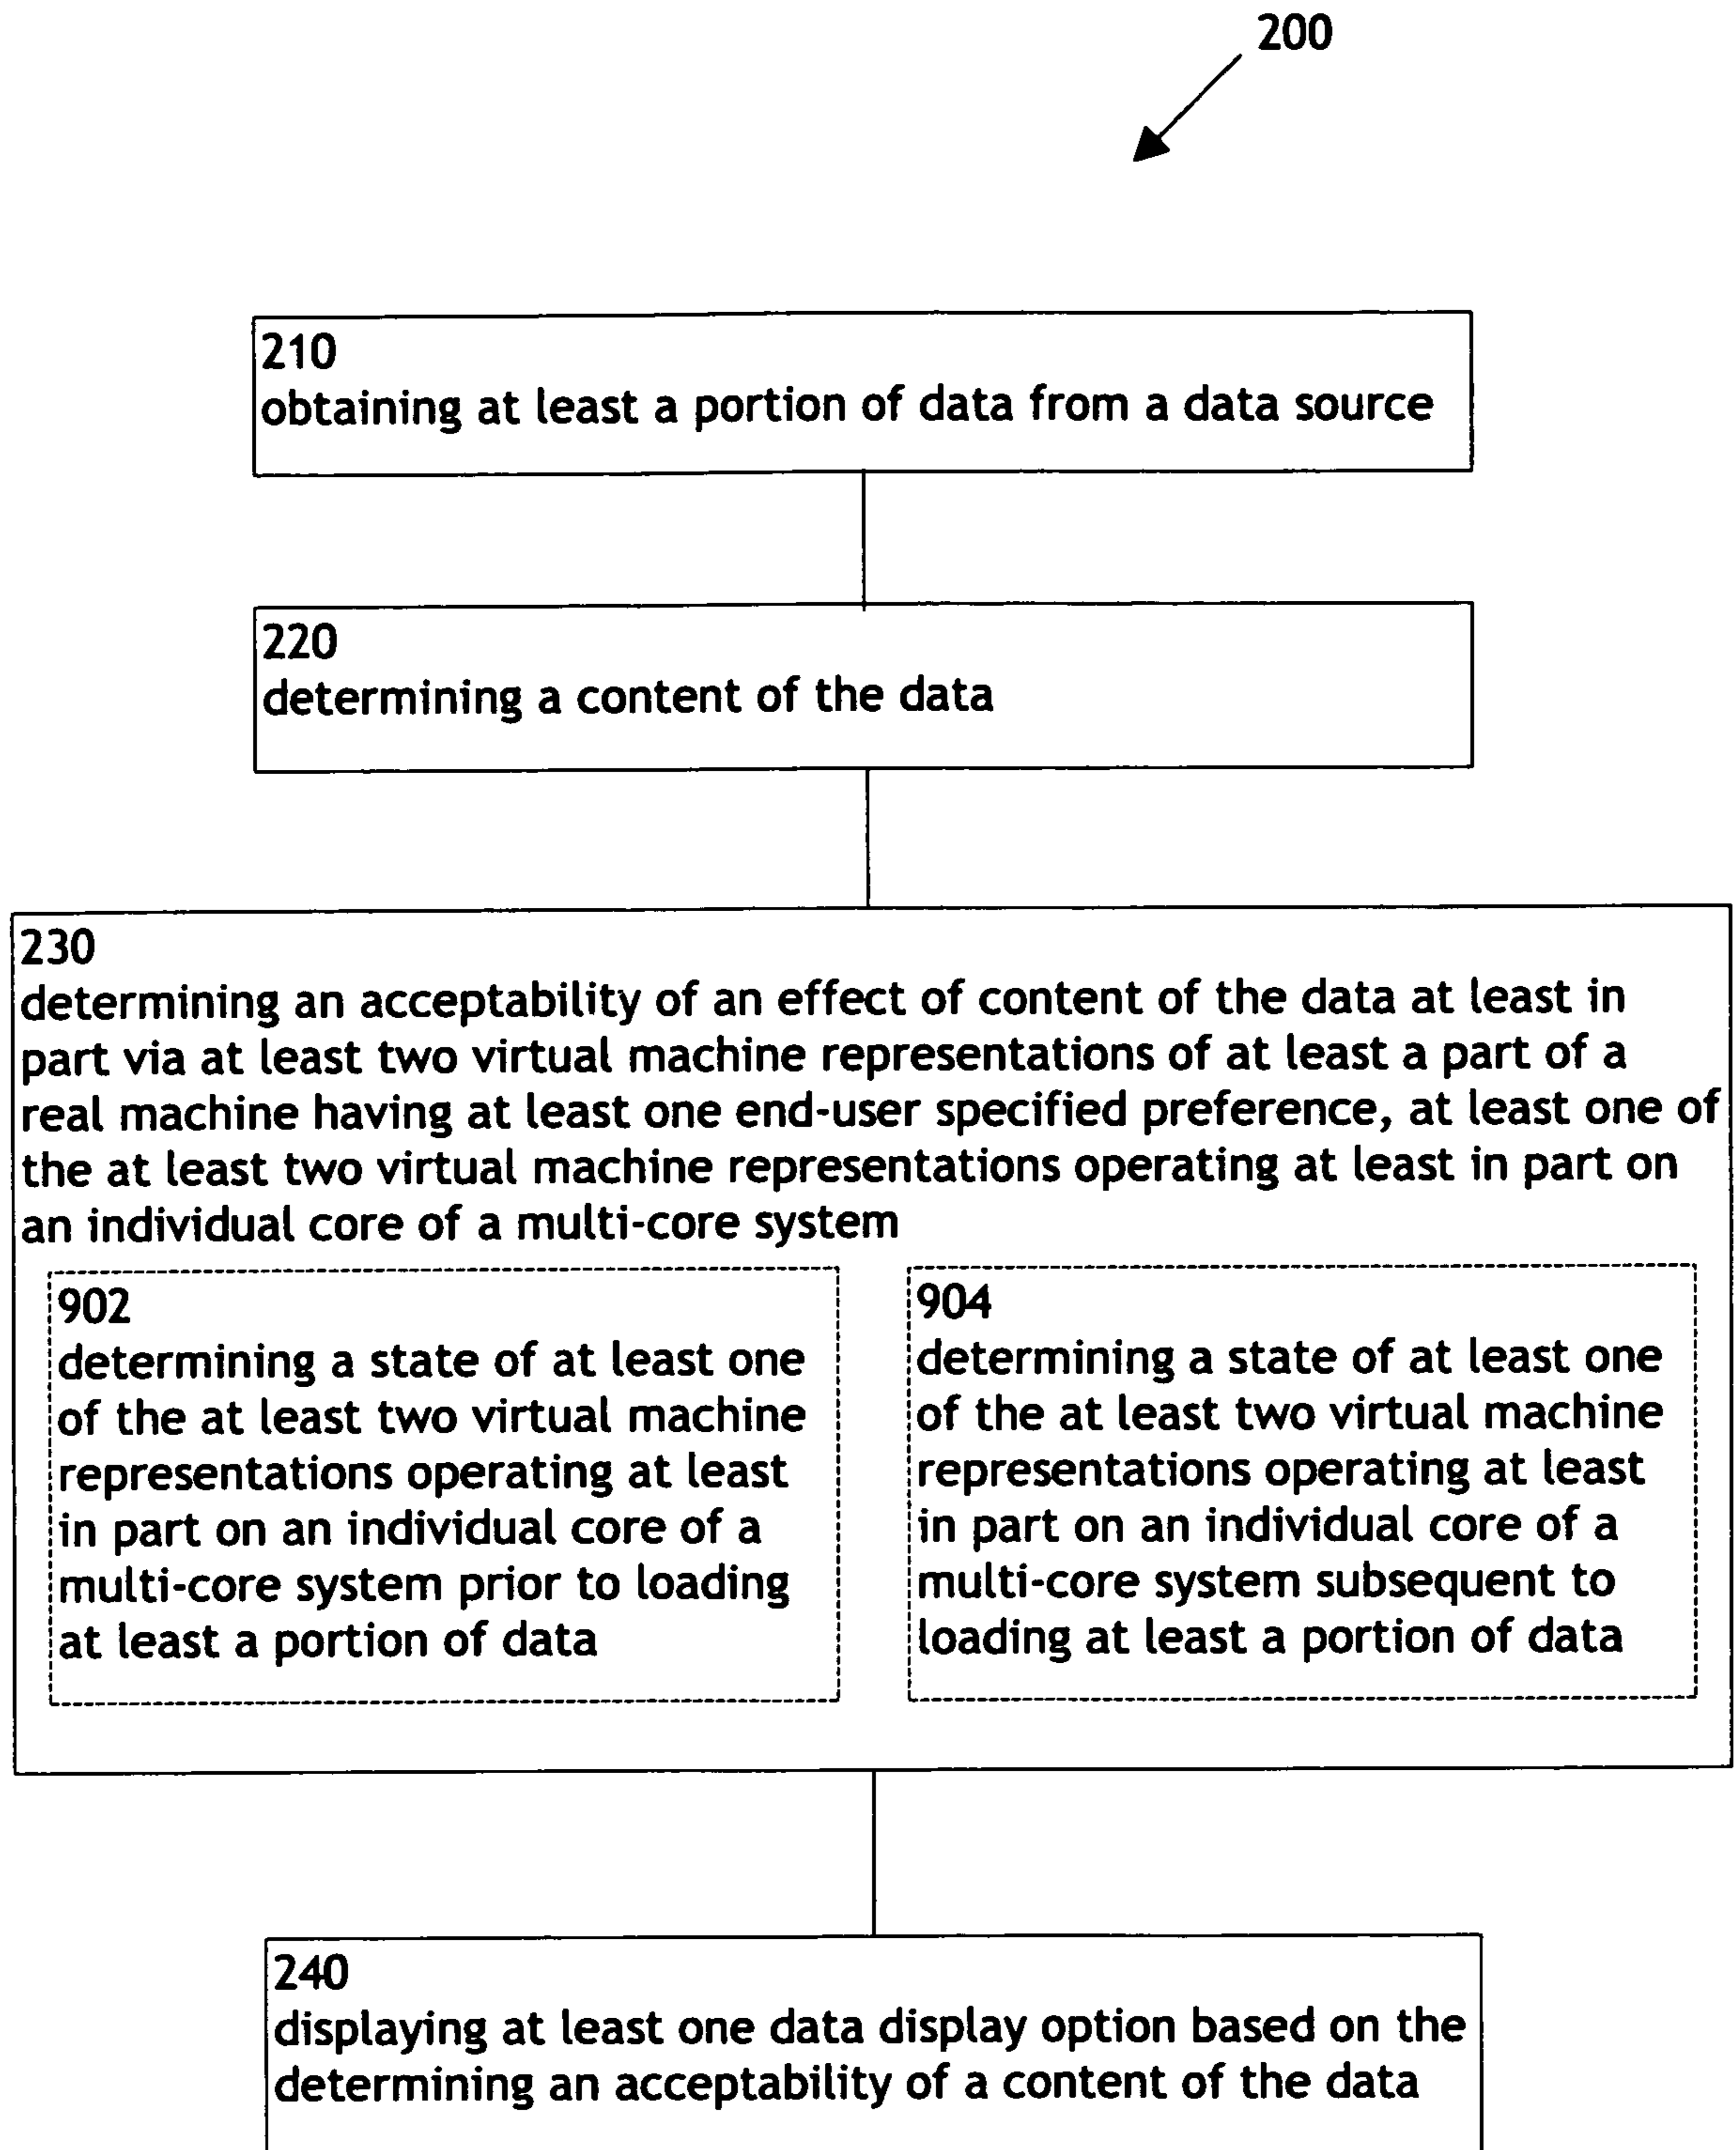 200
210
obtaining at least a portion of data from a data source
220
determining a content of the data
230
determining an acceptability of an effect of content of the data at least in
part via at least two virtual machine representations of at least a part of a
real machine having at least one end-user specified preference, at least one of
the at least two virtual machine representations operating at least in part on
an individual core of a multi-core system
902
determining a state of at least one
of the at least two virtual machine
representations operating at least
in part on an individual core of a
multi-core system prior to loading
at least a portion of data
904
determining a state of at least one
of the at least two virtual machine
representations operating at least
in part on an individual core of a
multi-core system subsequent to
loading at least a portion of data
240
displaying at least one data display option based on the
determining an acceptability of a content of the data